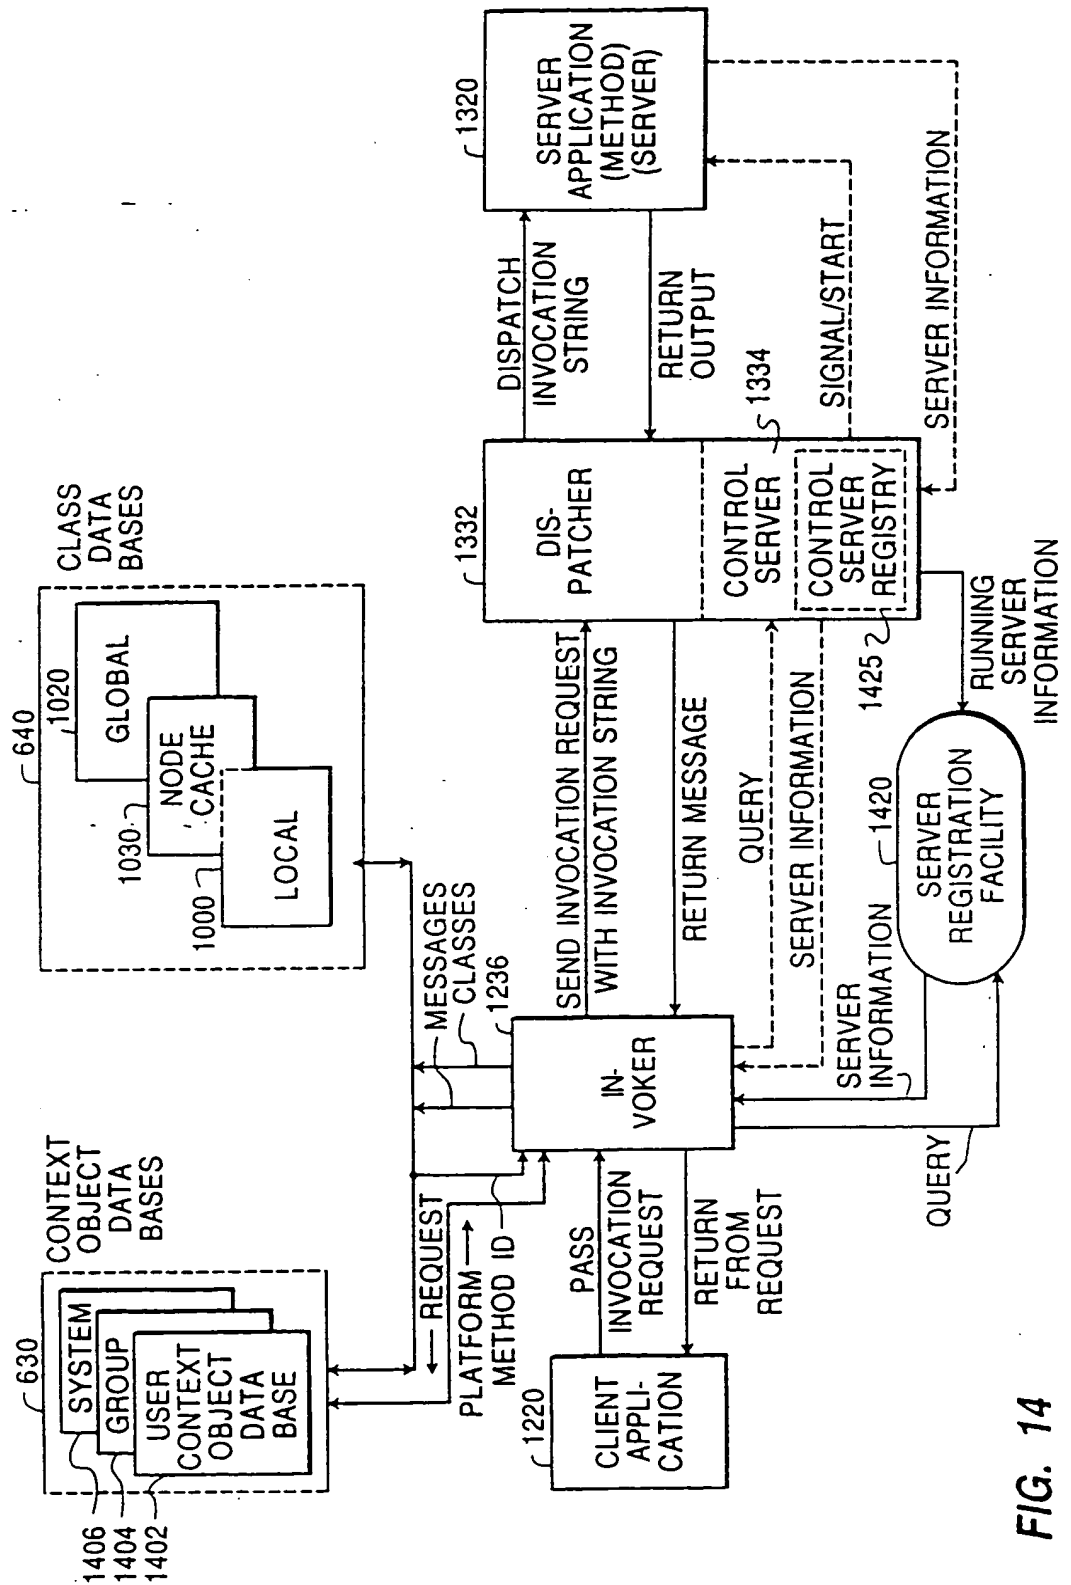 630
CONTEXT
OBJECT
DATA
BASES
SYSTEM
GROUP
USER
CONTEXT
OBJECT
DATA
BASE
1406
1404
1402
640
CLASS
DATA
BASES
1020
GLOBAL
1030
NODE
CACHE
1000
LOCAL
MESSAGES
CLASSES
REQUEST
PLATFORM
METHOD ID
1220
CLIENT
APPLI-
CATION
PASS
INVOCATION
REQUEST
RETURN
FROM
REQUEST
1236
IN-
VOKER
SEND INVOCATION REQUEST
WITH INVOCATION STRING
RETURN MESSAGE
QUERY
SERVER INFORMATION
SERVER
INFORMATION
QUERY
1332
DIS-
PATCHER
CONTROL
SERVER
1334
CONTROL
SERVER
REGISTRY
1425
DISPATCH
INVOCATION
STRING
RETURN
OUTPUT
SIGNAL/START
SERVER INFORMATION
1320
SERVER
APPLICATION
(METHOD)
(SERVER)
1420
SERVER
REGISTRATION
FACILITY
RUNNING
SERVER
INFORMATION
FIG. 14